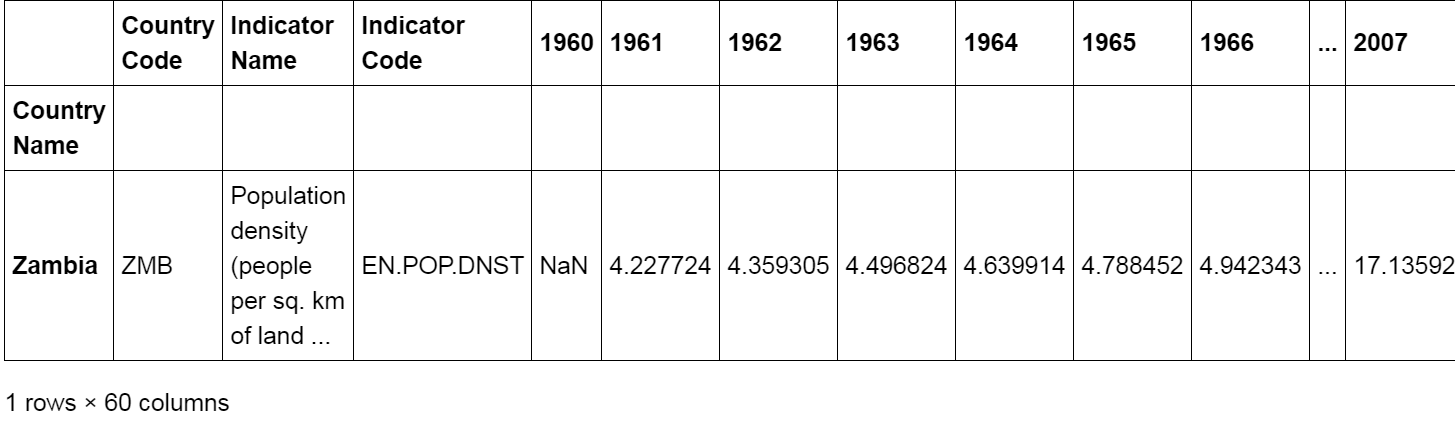 Country Code Indicator Name Indicator Code 1960 1961 1962 1963 1964 1965 1966 ... 2007
Country Name
Zambia ZMB Population density (people per sq. km of land ... EN.POP.DNST NaN 4.227724 4.359305 4.496824 4.639914 4.788452 4.942343 ... 17.13592
1 rows × 60 columns